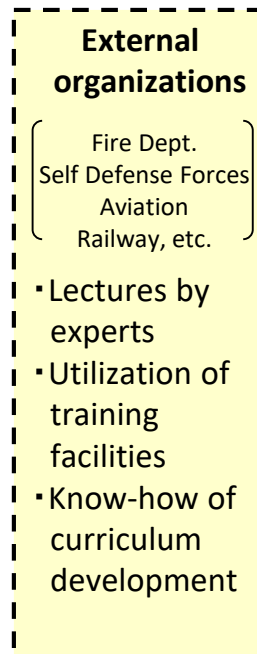 External
organizations
Fire Dept.
Self Defense Forces
Aviation
Railway, etc.
・Lectures by
experts
・Utilization of
training
facilities
・Know-how of
curriculum
development